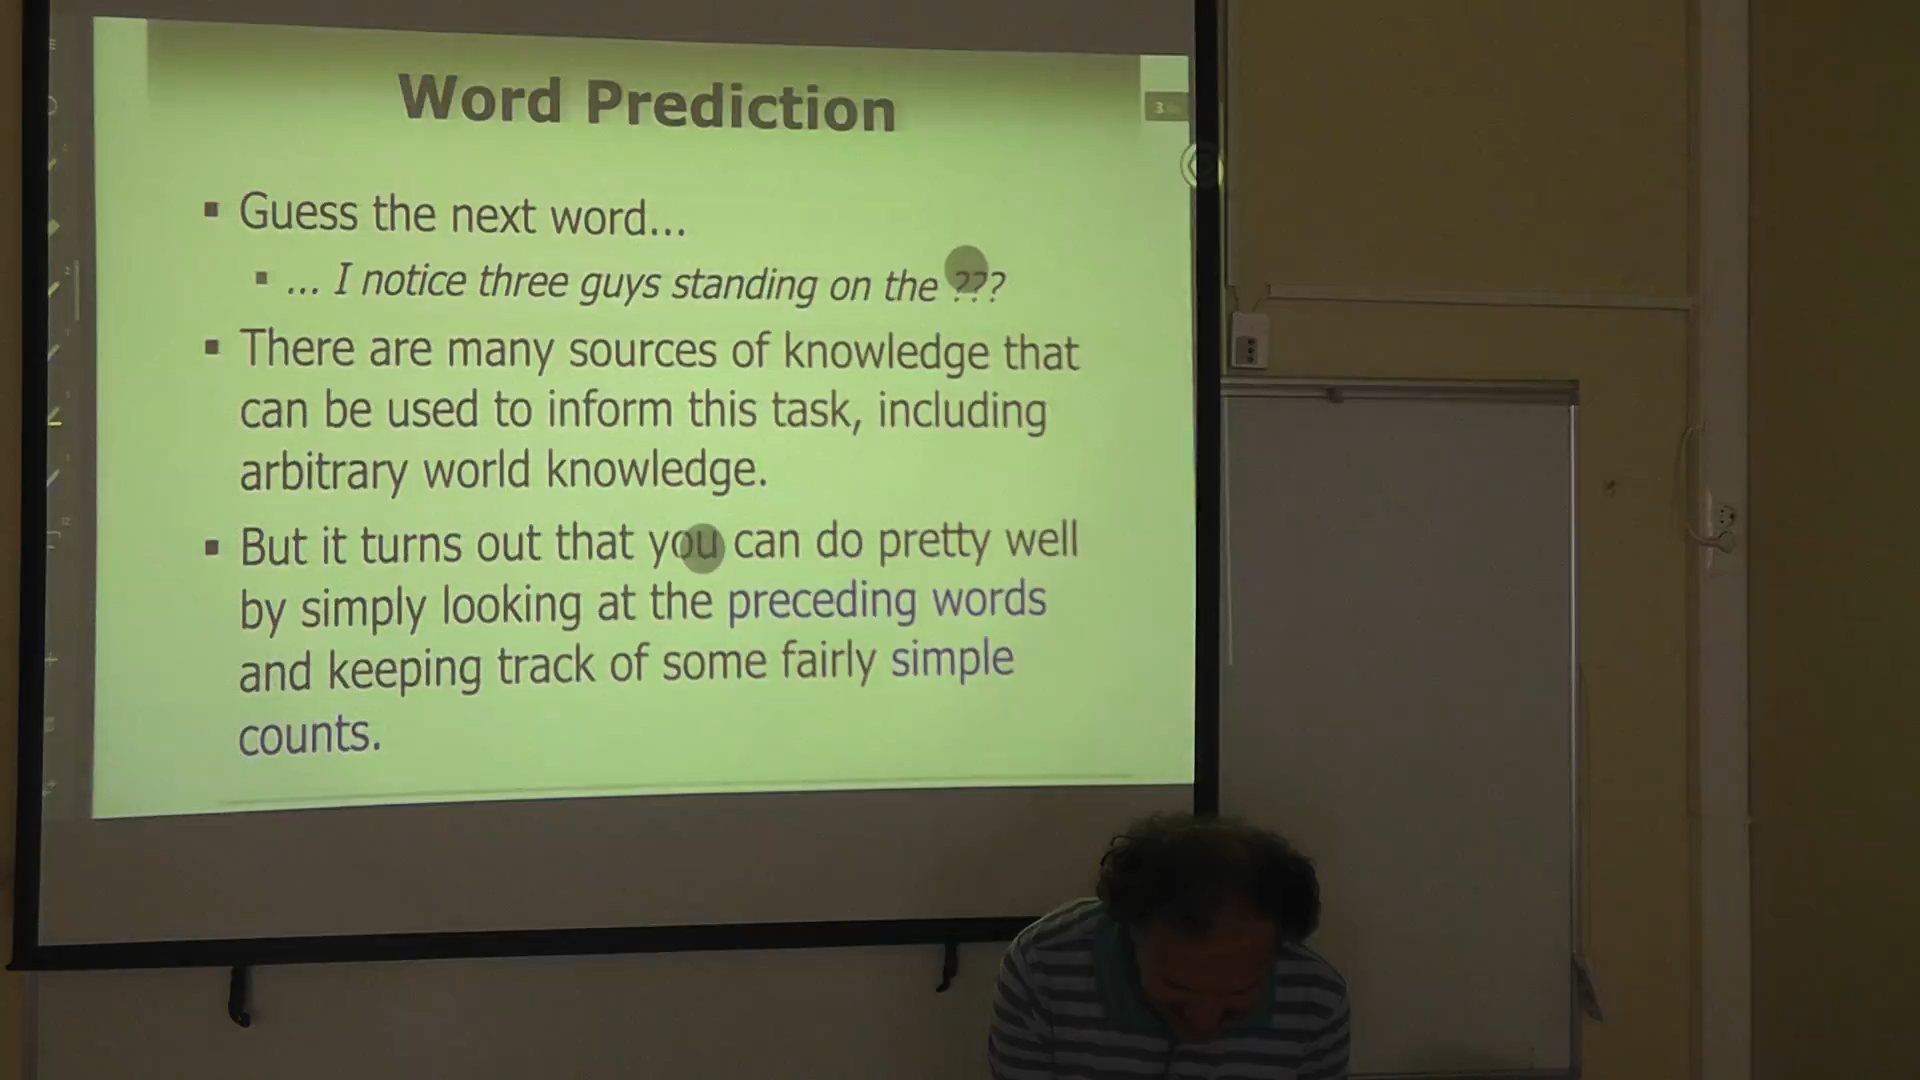 Word Prediction
3
▪ Guess the next word...
▪ ... I notice three guys standing on the ???
▪ There are many sources of knowledge that
can be used to inform this task, including
arbitrary world knowledge.
▪ But it turns out that you can do pretty well
by simply looking at the preceding words
and keeping track of some fairly simple
counts.